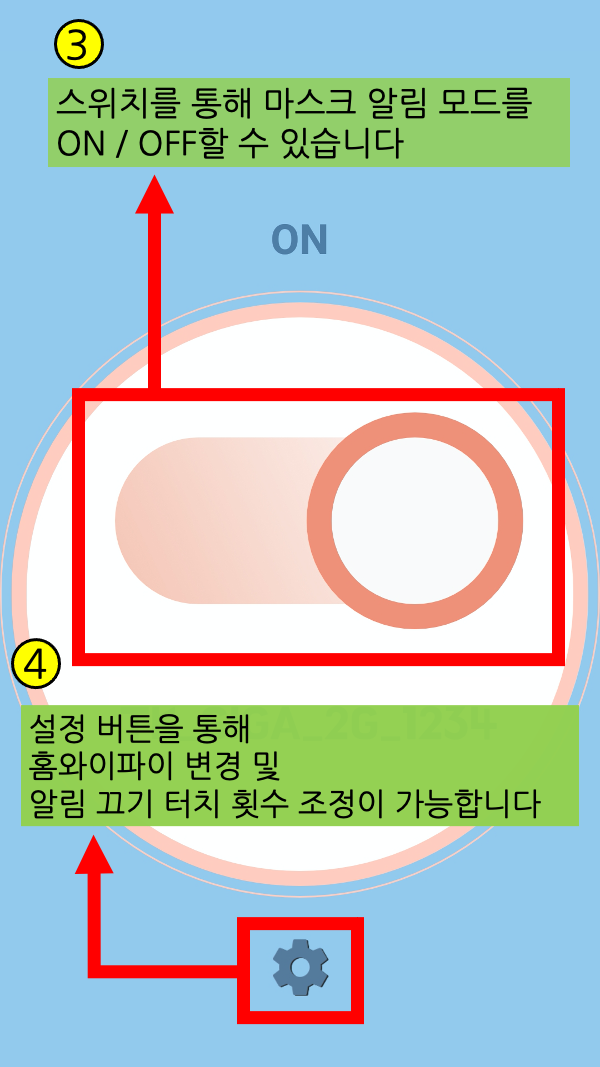 3
스위치를 통해 마스크 알림 모드를
ON / OFF할 수 있습니다
ON
4
GA_2G_1234
설정 버튼을 통해
홈와이파이 변경 및
알림 끄기 터치 횟수 조정이 가능합니다